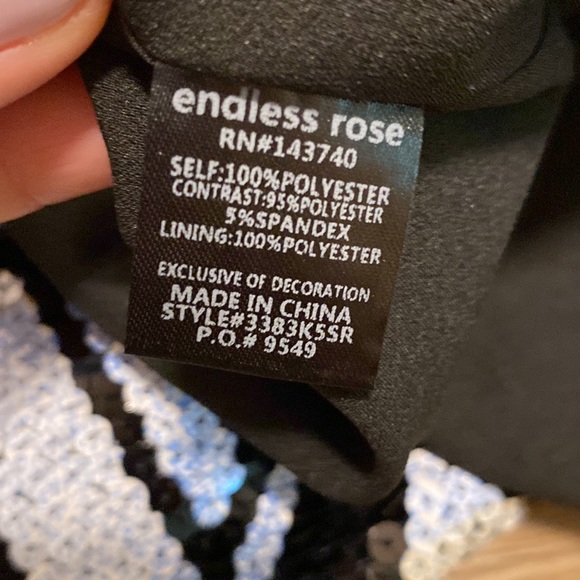 endless rose
RN#143740
SELF:100%POLYESTER
CONTRAST:95%POLYESTER
5%SPANDEX
LINING:100%POLYESTER
EXCLUSIVE OF DECORATION
MADE IN CHINA
STYLE#3383K5SR
P.O.# 9549